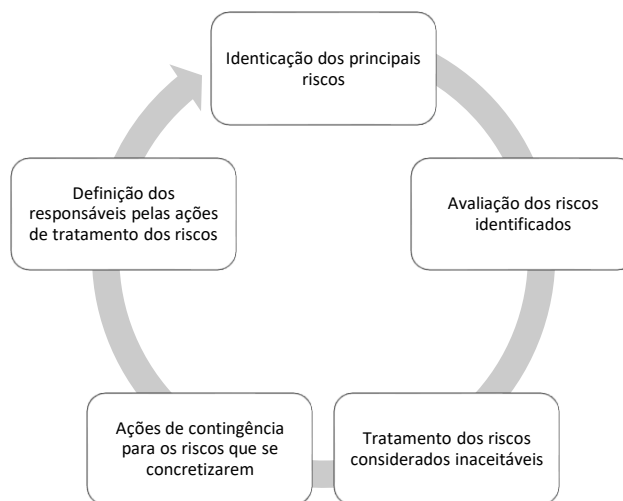 Identicação dos principais
riscos
Avaliação dos riscos
identificados
Tratamento dos riscos
considerados inaceitáveis
Ações de contingência
para os riscos que se
concretizarem
Definição dos
responsáveis pelas ações
de tratamento dos riscos